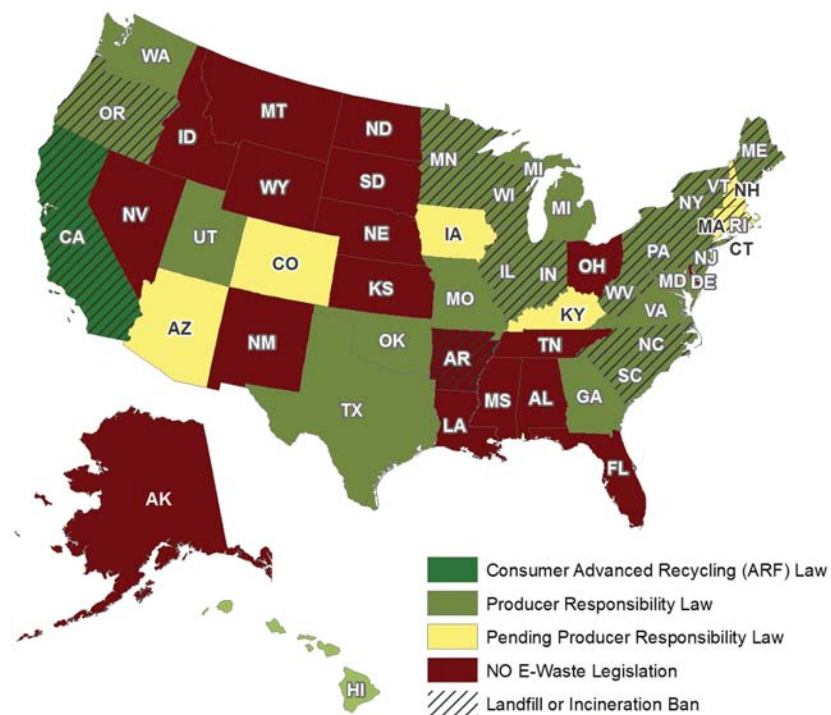 WA
MT
ND
OR
ID
MN
MI
ME
VT
NH
SD
WI
NY
WY
MI
MA
RI
NV
IA
CT
CA
UT
NE
PA
NJ
CO
IL
IN
OH
MD
DE
WV
KS
MO
VA
KY
AZ
NM
OK
TN
NC
AR
SC
MS
AL
GA
TX
LA
FL
AK
HI
Consumer Advanced Recycling (ARF) Law
Producer Responsibility Law
Pending Producer Responsibility Law
NO E-Waste Legislation
Landfill or Incineration Ban